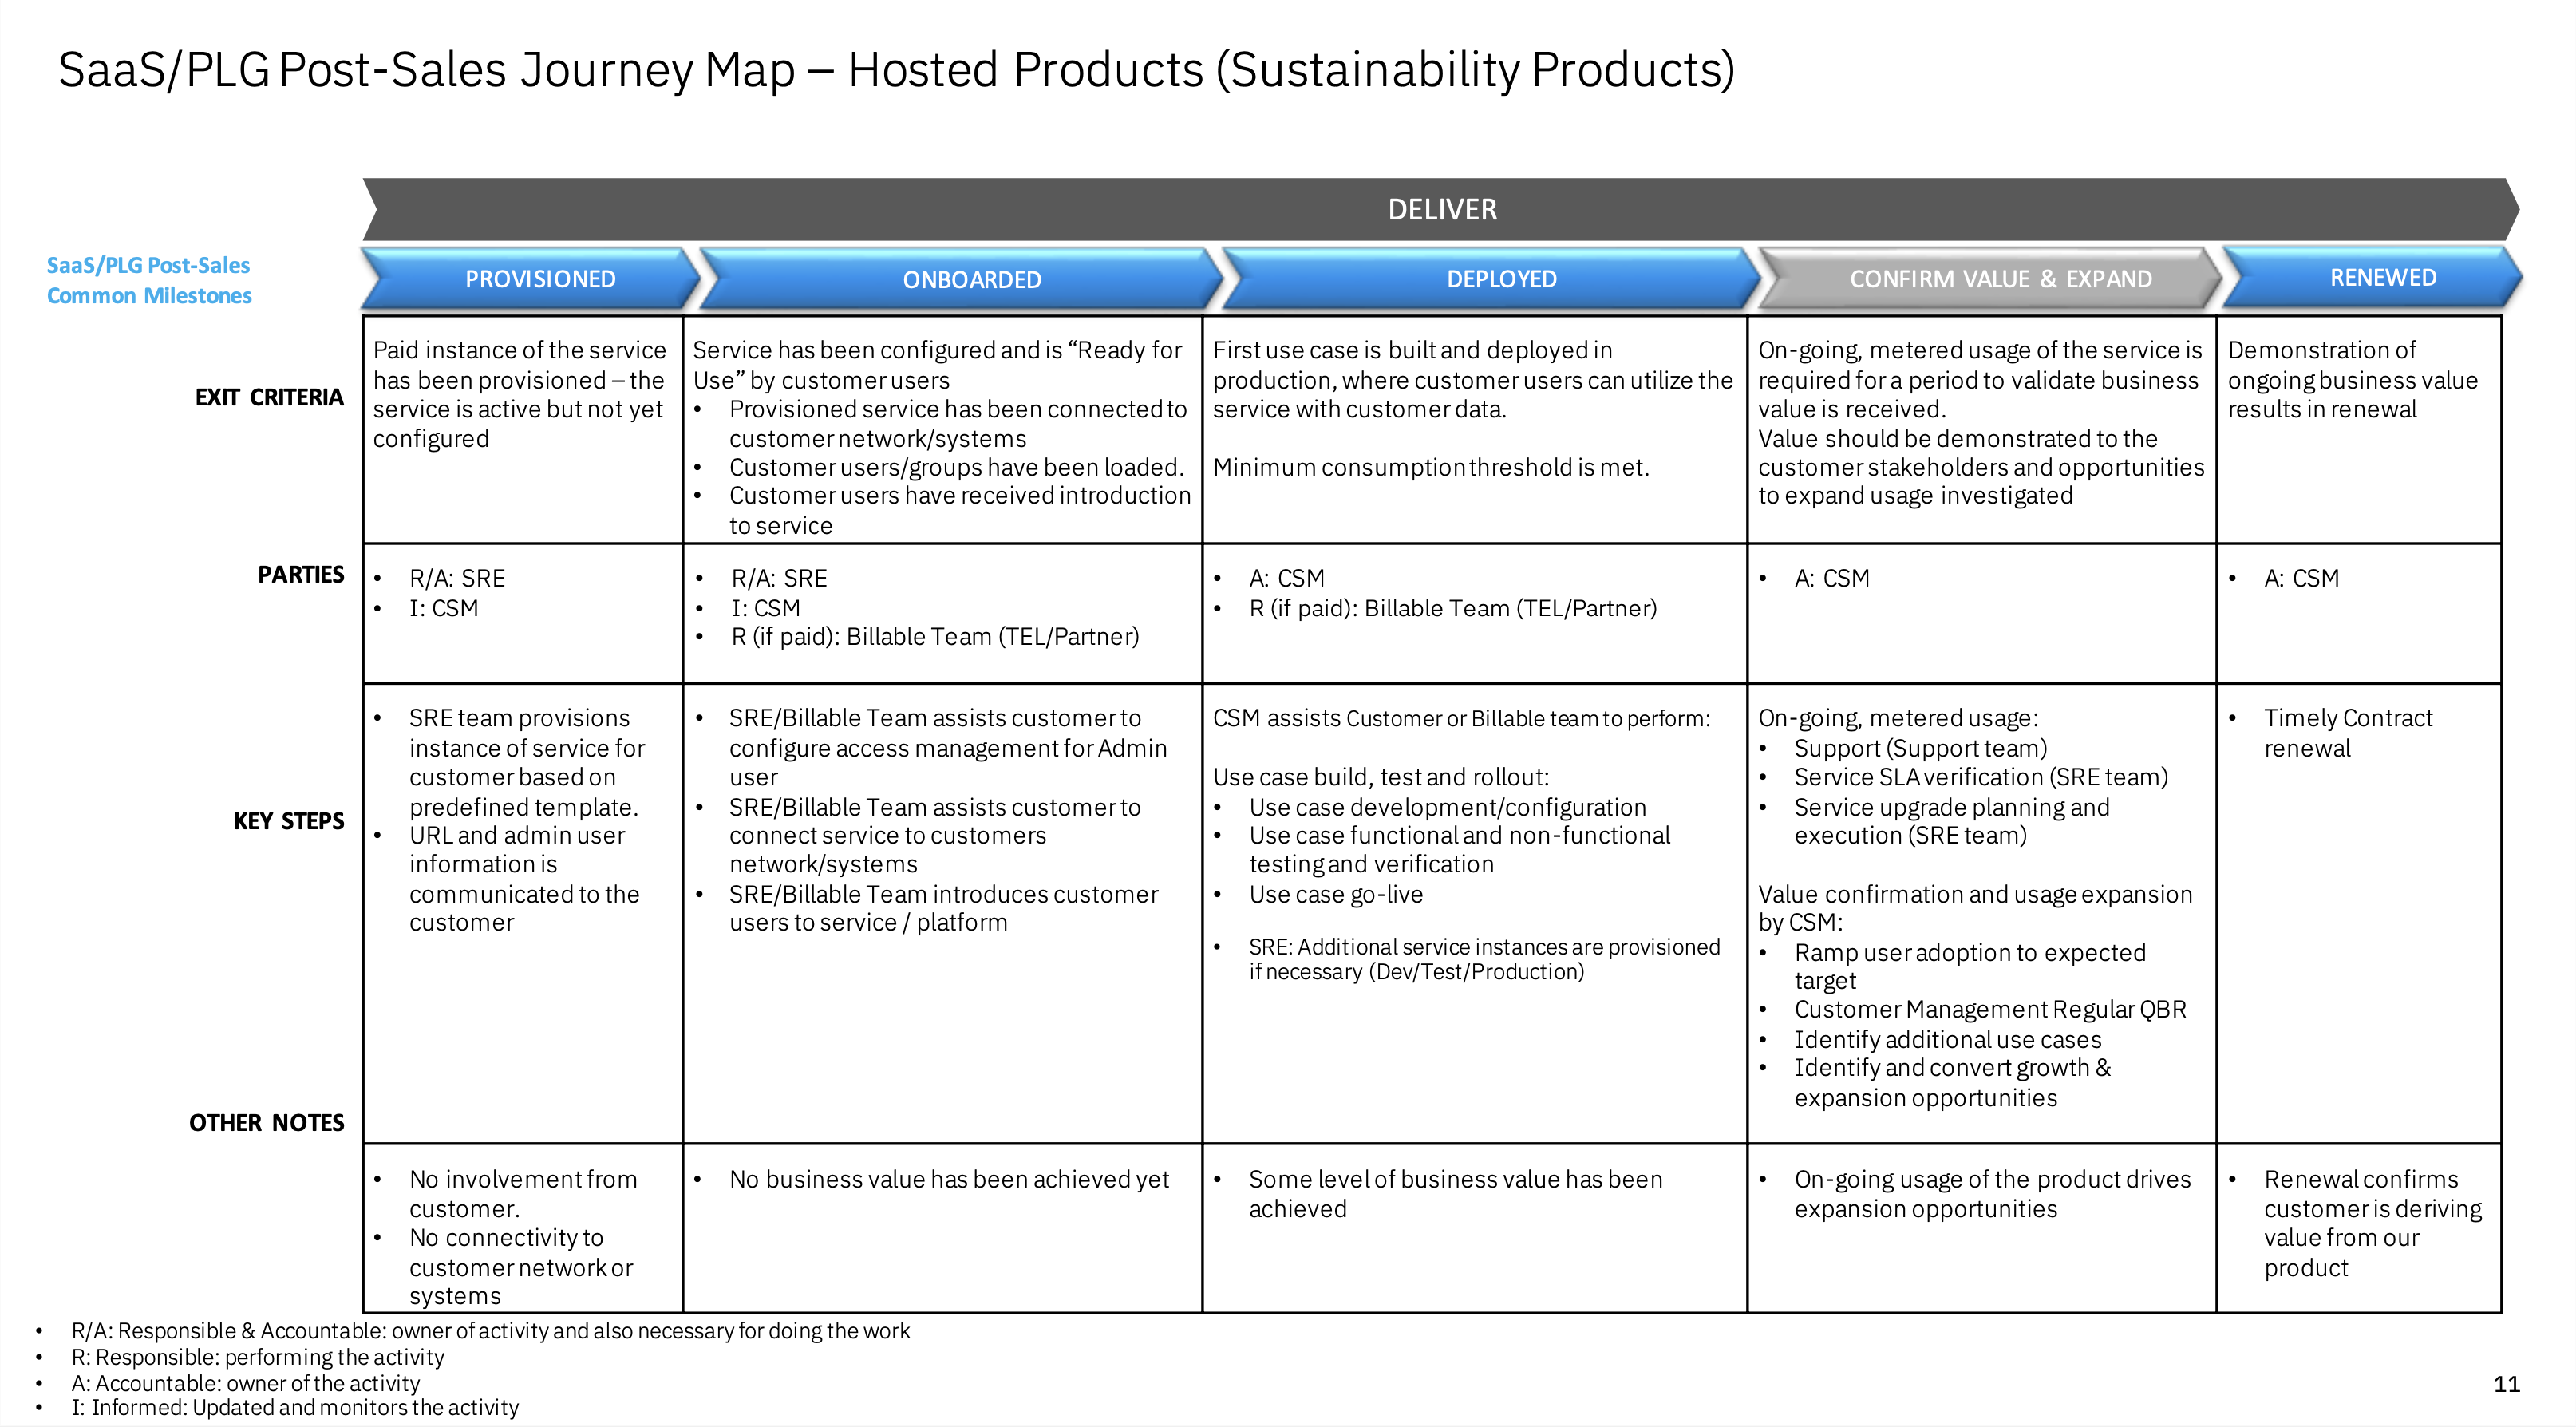 SaaS/PLG Post-Sales Journey Map – Hosted Products (Sustainability Products)
DELIVER
SaaS/PLG Post-Sales
Common Milestones
PROVISIONED
ONBOARDED
DEPLOYED
CONFIRM VALUE & EXPAND
RENEWED
EXIT CRITERIA
Paid instance of the service
has been provisioned – the
service is active but not yet
configured
Service has been configured and is “Ready for
Use” by customer users
• Provisioned service has been connected to
customer network/systems
• Customer users/groups have been loaded.
• Customer users have received introduction
to service
First use case is built and deployed in
production, where customer users can utilize the
service with customer data.
Minimum consumption threshold is met.
On-going, metered usage of the service is
required for a period to validate business
value is received.
Value should be demonstrated to the
customer stakeholders and opportunities
to expand usage investigated
Demonstration of
ongoing business value
results in renewal
PARTIES
• R/A: SRE
• I: CSM
• R/A: SRE
• I: CSM
• R (if paid): Billable Team (TEL/Partner)
• A: CSM
• R (if paid): Billable Team (TEL/Partner)
• A: CSM
• A: CSM
KEY STEPS
• SRE team provisions
instance of service for
customer based on
predefined template.
• URL and admin user
information is
communicated to the
customer
• SRE/Billable Team assists customer to
configure access management for Admin
user
• SRE/Billable Team assists customer to
connect service to customers
network/systems
• SRE/Billable Team introduces customer
users to service / platform
CSM assists Customer or Billable team to perform:
Use case build, test and rollout:
• Use case development/configuration
• Use case functional and non-functional
testing and verification
• Use case go-live
• SRE: Additional service instances are provisioned
if necessary (Dev/Test/Production)
On-going, metered usage:
• Support (Support team)
• Service SLA verification (SRE team)
• Service upgrade planning and
execution (SRE team)
Value confirmation and usage expansion
by CSM:
• Ramp user adoption to expected
target
• Customer Management Regular QBR
• Identify additional use cases
• Identify and convert growth &
expansion opportunities
• Timely Contract
renewal
OTHER NOTES
• No involvement from
customer.
• No connectivity to
customer network or
systems
• No business value has been achieved yet
• Some level of business value has been
achieved
• On-going usage of the product drives
expansion opportunities
• Renewal confirms
customer is deriving
value from our
product
• R/A: Responsible & Accountable: owner of activity and also necessary for doing the work
• R: Responsible: performing the activity
• A: Accountable: owner of the activity
• I: Informed: Updated and monitors the activity
11